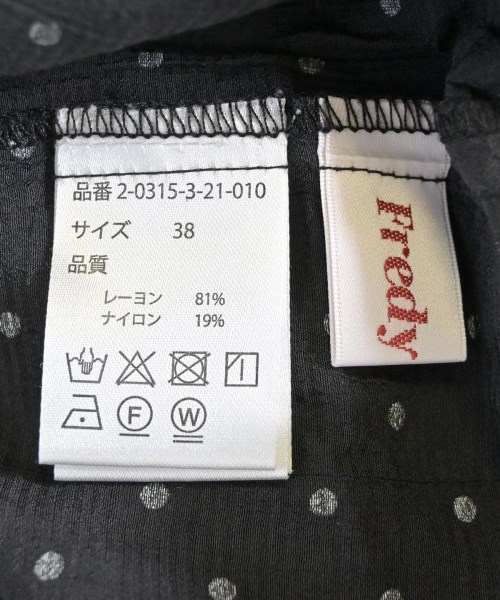 品番 2-0315-3-21-010
サイズ 38
品質
レーヨン 81%
ナイロン 19%
F W
Fredy